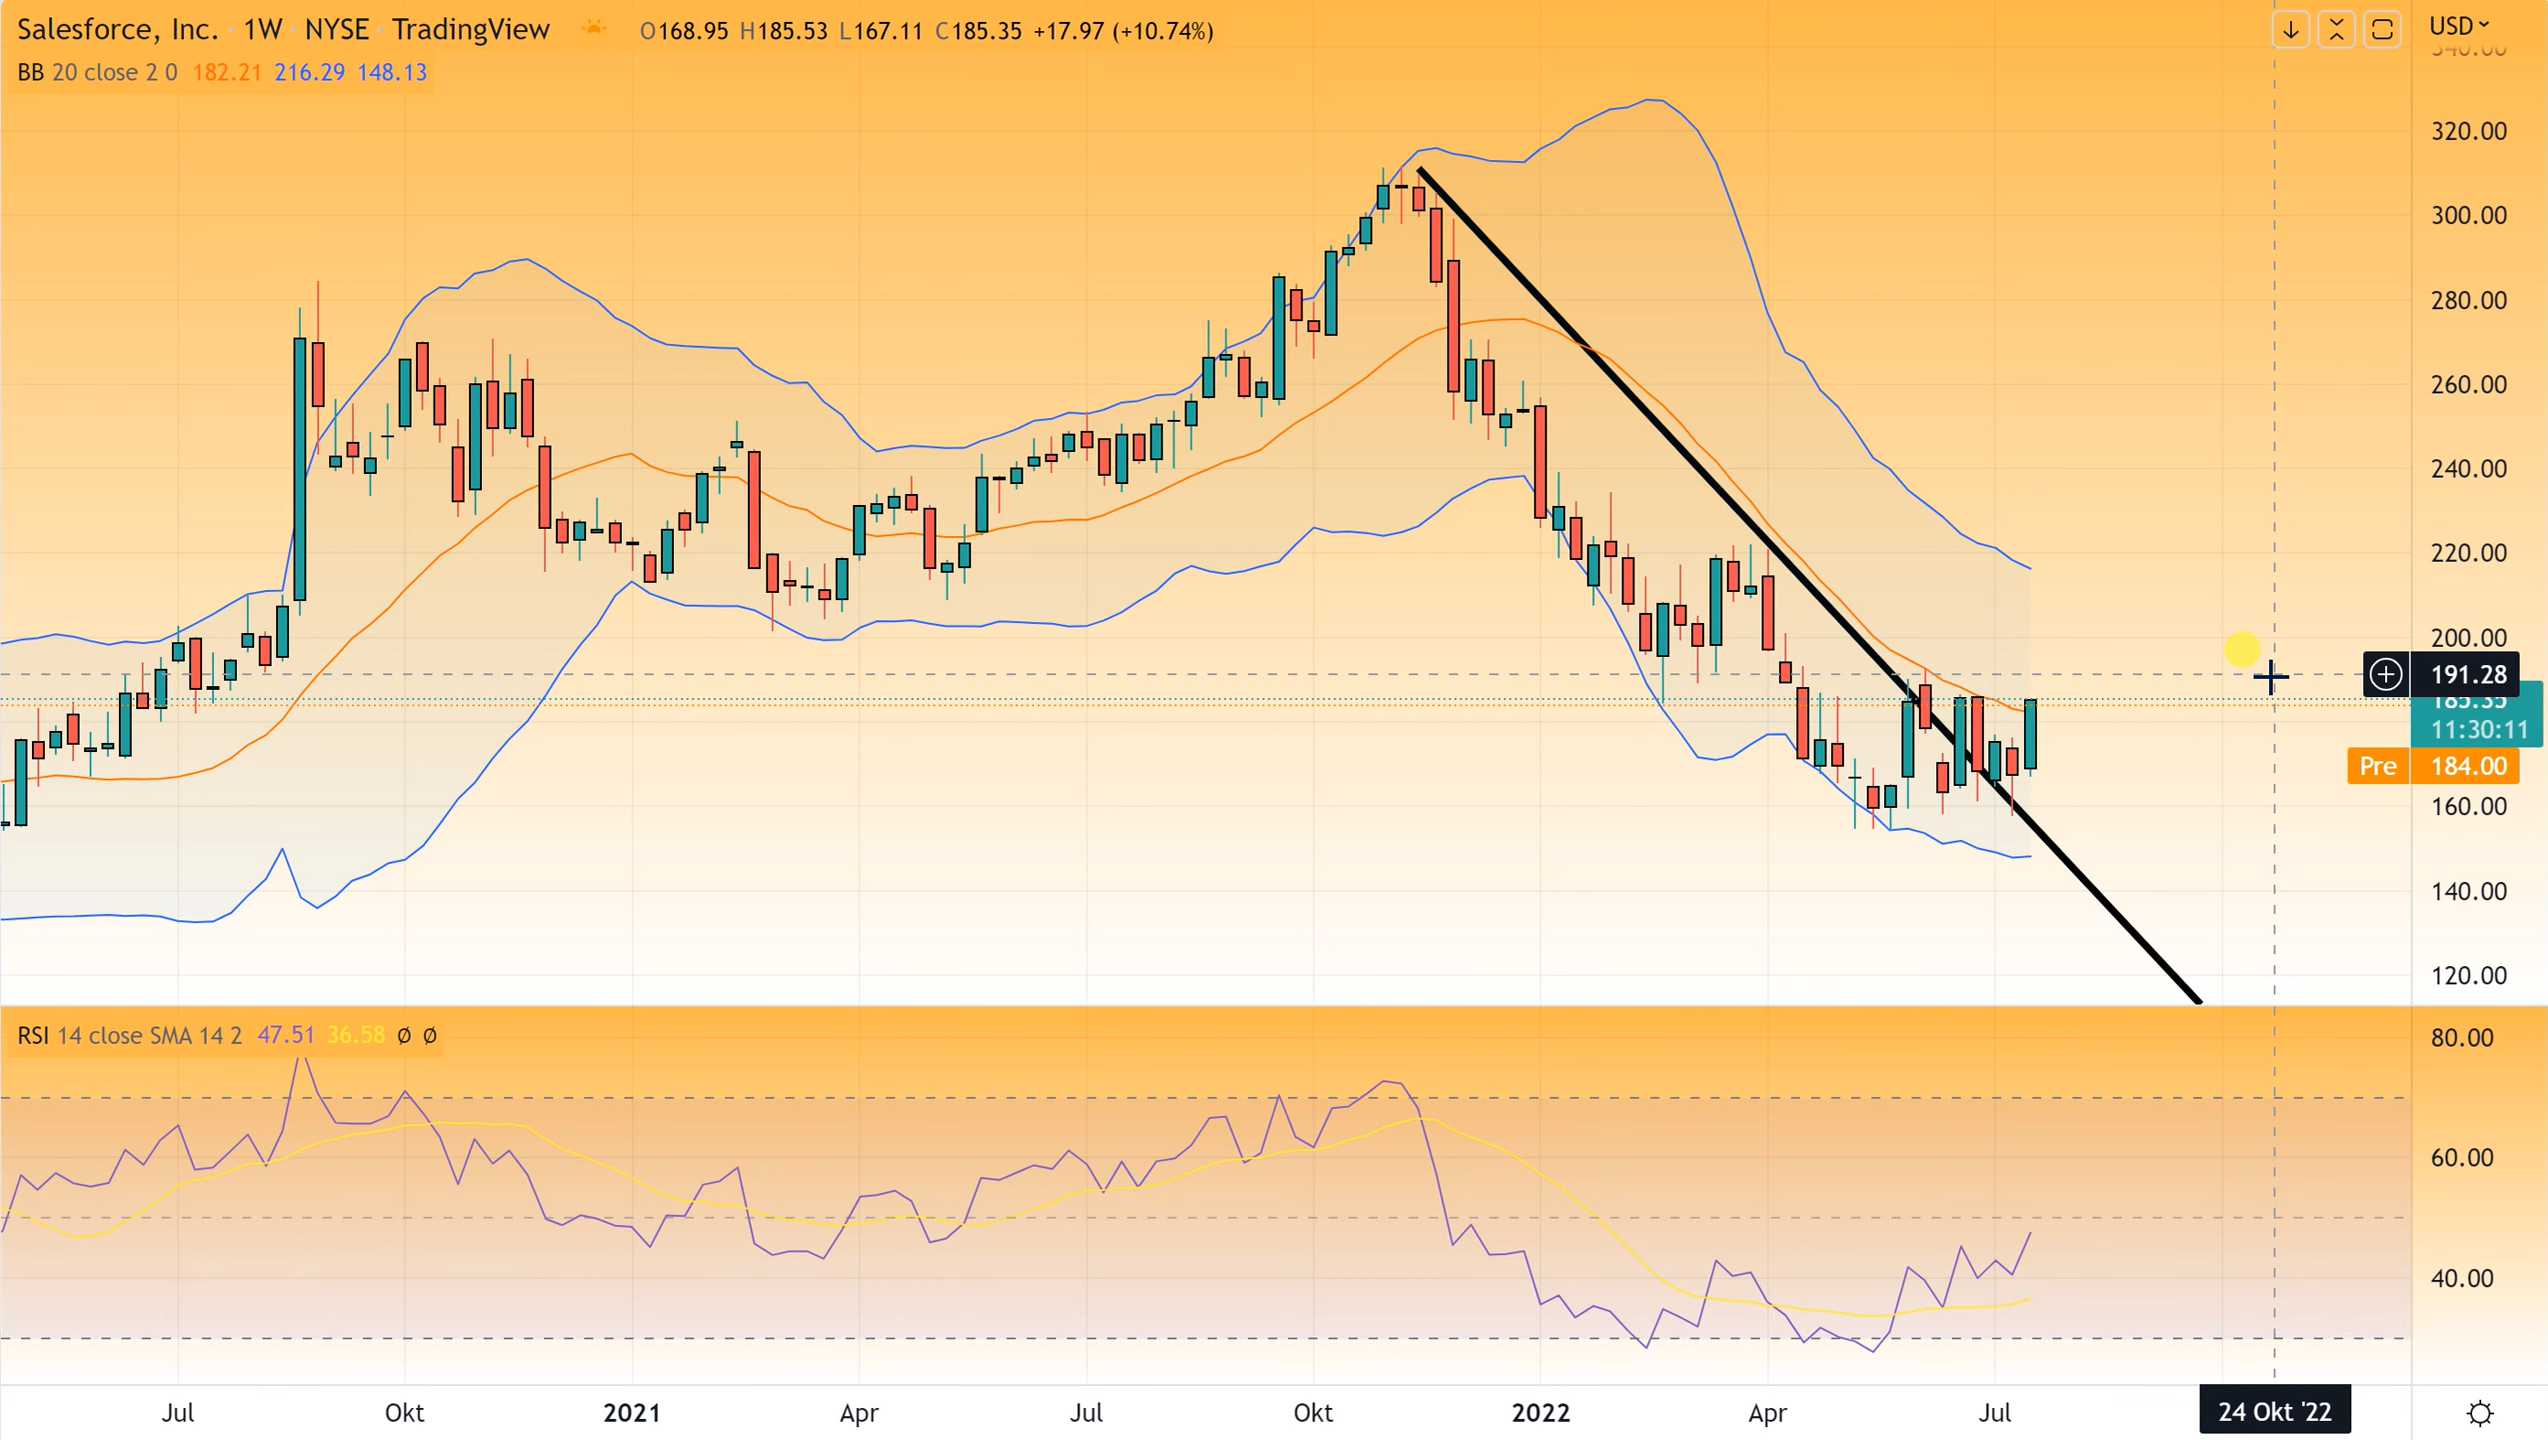 Salesforce, Inc. · 1W · NYSE · TradingView O168.95 H185.53 L167.11 C185.35 +17.97 (+10.74%)
USD
BB 20 close 2 0 182.21 216.29 148.13
340.00
320.00
300.00
280.00
260.00
240.00
220.00
200.00
191.28
185.35
11:30:11
Pre 184.00
160.00
140.00
120.00
RSI 14 close SMA 14 2 47.51 36.58 Ø Ø
80.00
60.00
40.00
Jul Okt 2021 Apr Jul Okt 2022 Apr Jul 24 Okt '22